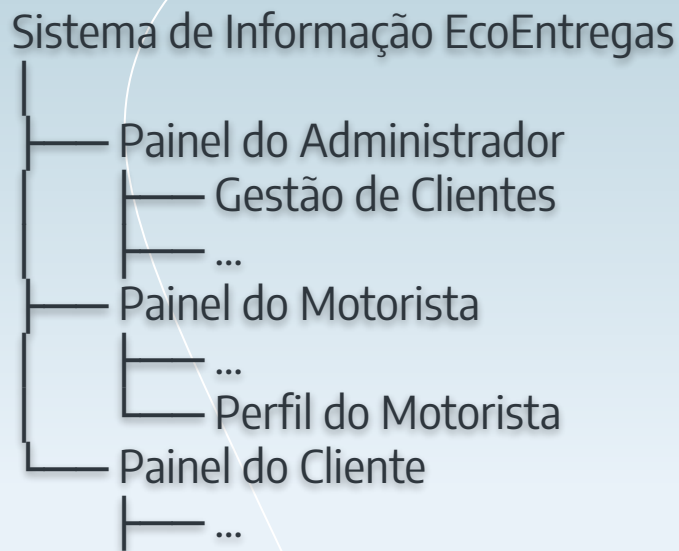 Sistema de Informação EcoEntregas
│
├── Painel do Administrador
│   ├── Gestão de Clientes
│   ├── ...
├── Painel do Motorista
│   ├── ...
│   └── Perfil do Motorista
└── Painel do Cliente
    ├── ...